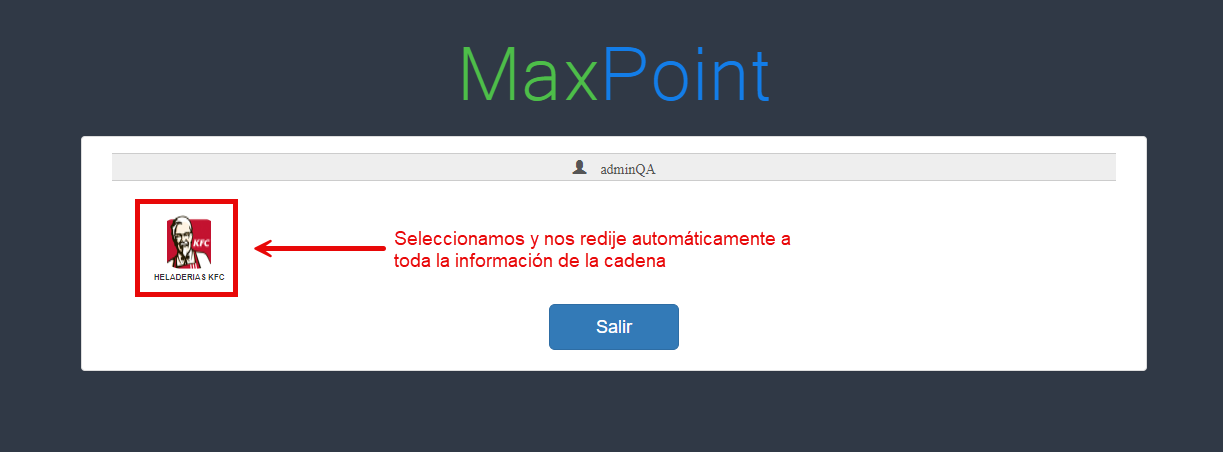 MaxPoint
adminQA
KFC
HELADERIAS KFC
Seleccionamos y nos redije automáticamente a
toda la información de la cadena
Salir